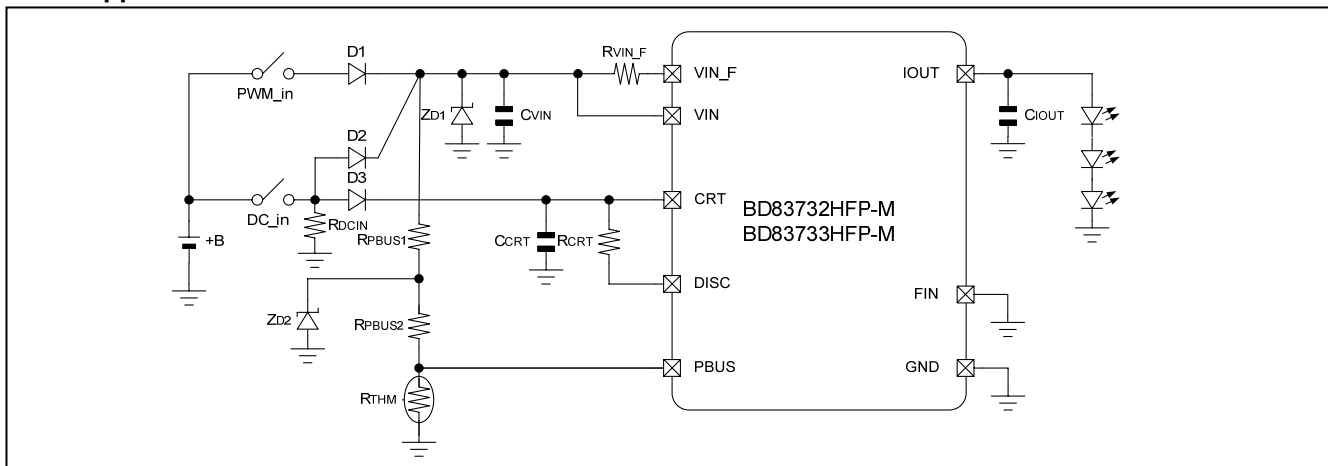 D1
RVIN_F
VIN_F
IOUT
PWM_in
VIN
ZD1
CVIN
CIOUT
D2
D3
CRT
DC_in
RDCIN
BD83732HFP-M
BD83733HFP-M
+B
RPBUS1
CCRT
RCRT
DISC
FIN
ZD2
RPBUS2
PBUS
GND
RTHM